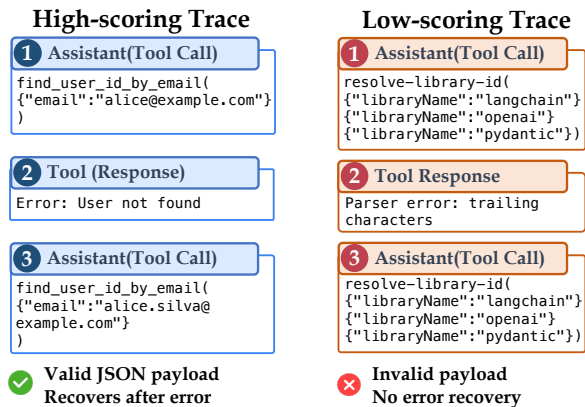 High-scoring Trace
1 Assistant(Tool Call)
find_user_id_by_email(
{"email":"alice@example.com"}
)
2 Tool (Response)
Error: User not found
3 Assistant(Tool Call)
find_user_id_by_email(
{"email":"alice.silva@
example.com"}
)
Valid JSON payload
Recovers after error
Low-scoring Trace
1 Assistant(Tool Call)
resolve-library-id(
{"libraryName":"langchain"}
{"libraryName":"openai"}
{"libraryName":"pydantic"})
2 Tool Response
Parser error: trailing
characters
3 Assistant(Tool Call)
resolve-library-id(
{"libraryName":"langchain"}
{"libraryName":"openai"}
{"libraryName":"pydantic"})
Invalid payload
No error recovery